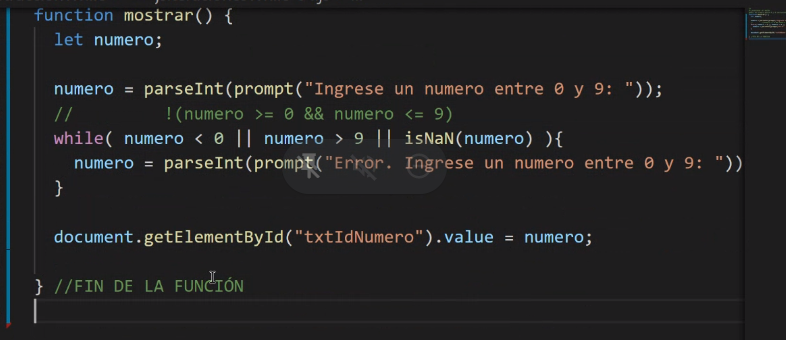 function mostrar() {
let numero;
numero = parseInt(prompt("Ingrese un numero entre 0 y 9: "));
// !(numero >= 0 && numero <= 9)
while( numero < 0 || numero > 9 || isNaN(numero) ){
numero = parseInt(prompt("Error. Ingrese un numero entre 0 y 9: "))
}
document.getElementById("txtIdNumero").value = numero;
} //FIN DE LA FUNCIÓN